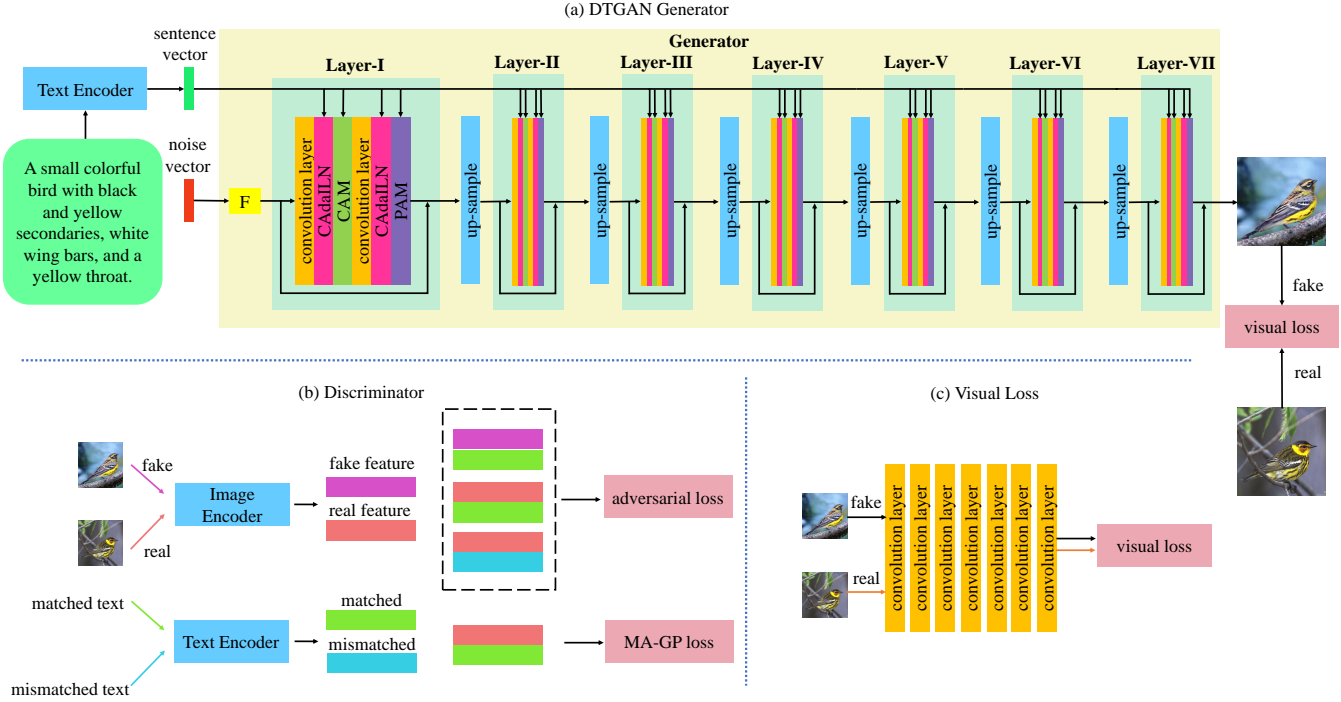 (a) DTGAN Generator
sentence
vector
Generator
Layer-I
Layer-II
Layer-III
Layer-IV
Layer-V
Layer-VI
Layer-VII
Text Encoder
noise
vector
A small colorful
bird with black
and yellow
secondaries, white
wing bars, and a
yellow throat.
F
convolution layer
CAdaILN
CAM
convolution layer
CAdaILN
PAM
up-sample
up-sample
up-sample
up-sample
up-sample
up-sample
fake
visual loss
real
(b) Discriminator
fake
real
Image
Encoder
fake feature
real feature
adversarial loss
matched text
mismatched text
Text Encoder
matched
mismatched
MA-GP loss
(c) Visual Loss
fake
real
convolution layer
convolution layer
convolution layer
convolution layer
convolution layer
convolution layer
convolution layer
visual loss